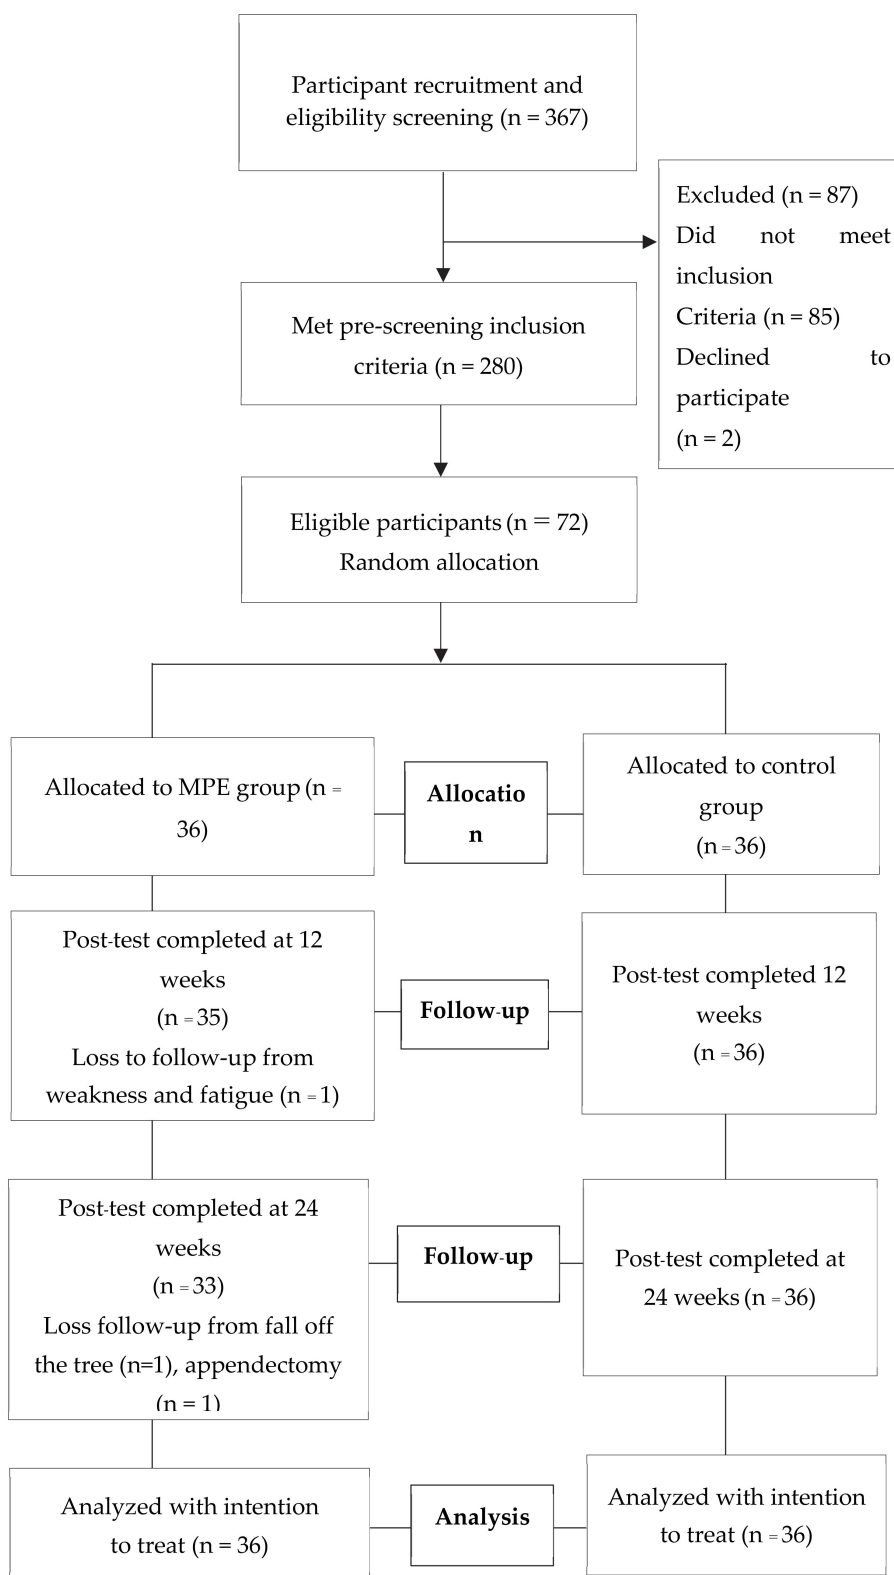 Participant recruitment and
eligibility screening (n = 367)
Excluded (n = 87)
Did not meet
inclusion
Criteria (n = 85)
Declined to
participate
(n = 2)
Met pre-screening inclusion
criteria (n = 280)
Eligible participants (n = 72)
Random allocation
Allocated to MPE group (n =
36)
Allocatio
n
Allocated to control
group
(n = 36)
Post-test completed at 12
weeks
(n = 35)
Loss to follow-up from
weakness and fatigue (n = 1)
Follow-up
Post-test completed 12
weeks
(n = 36)
Post-test completed at 24
weeks
(n = 33)
Loss follow-up from fall off
the tree (n=1), appendectomy
(n = 1)
Follow-up
Post-test completed at
24 weeks (n = 36)
Analyzed with intention
to treat (n = 36)
Analysis
Analyzed with intention
to treat (n = 36)